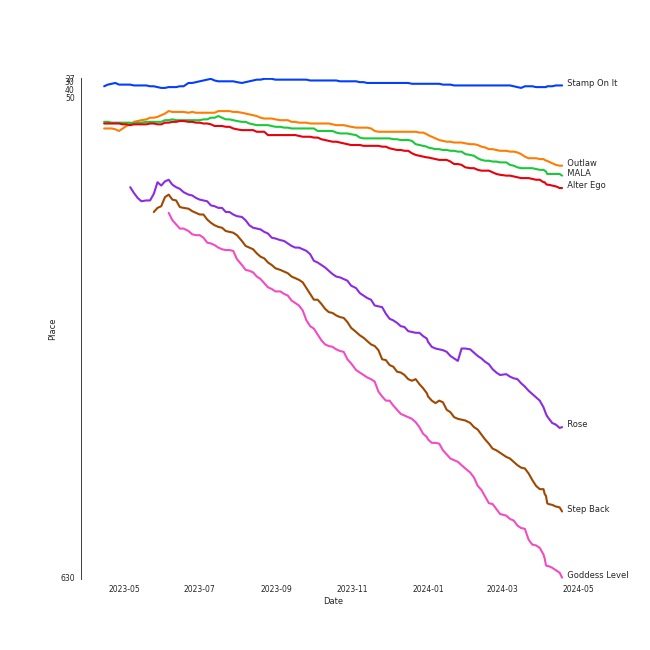 27
30
40
50
630
Place
Stamp On It
Outlaw
MALA
Alter Ego
Rose
Step Back
Goddess Level
2023-05
2023-07
2023-09
2023-11
2024-01
2024-03
2024-05
Date